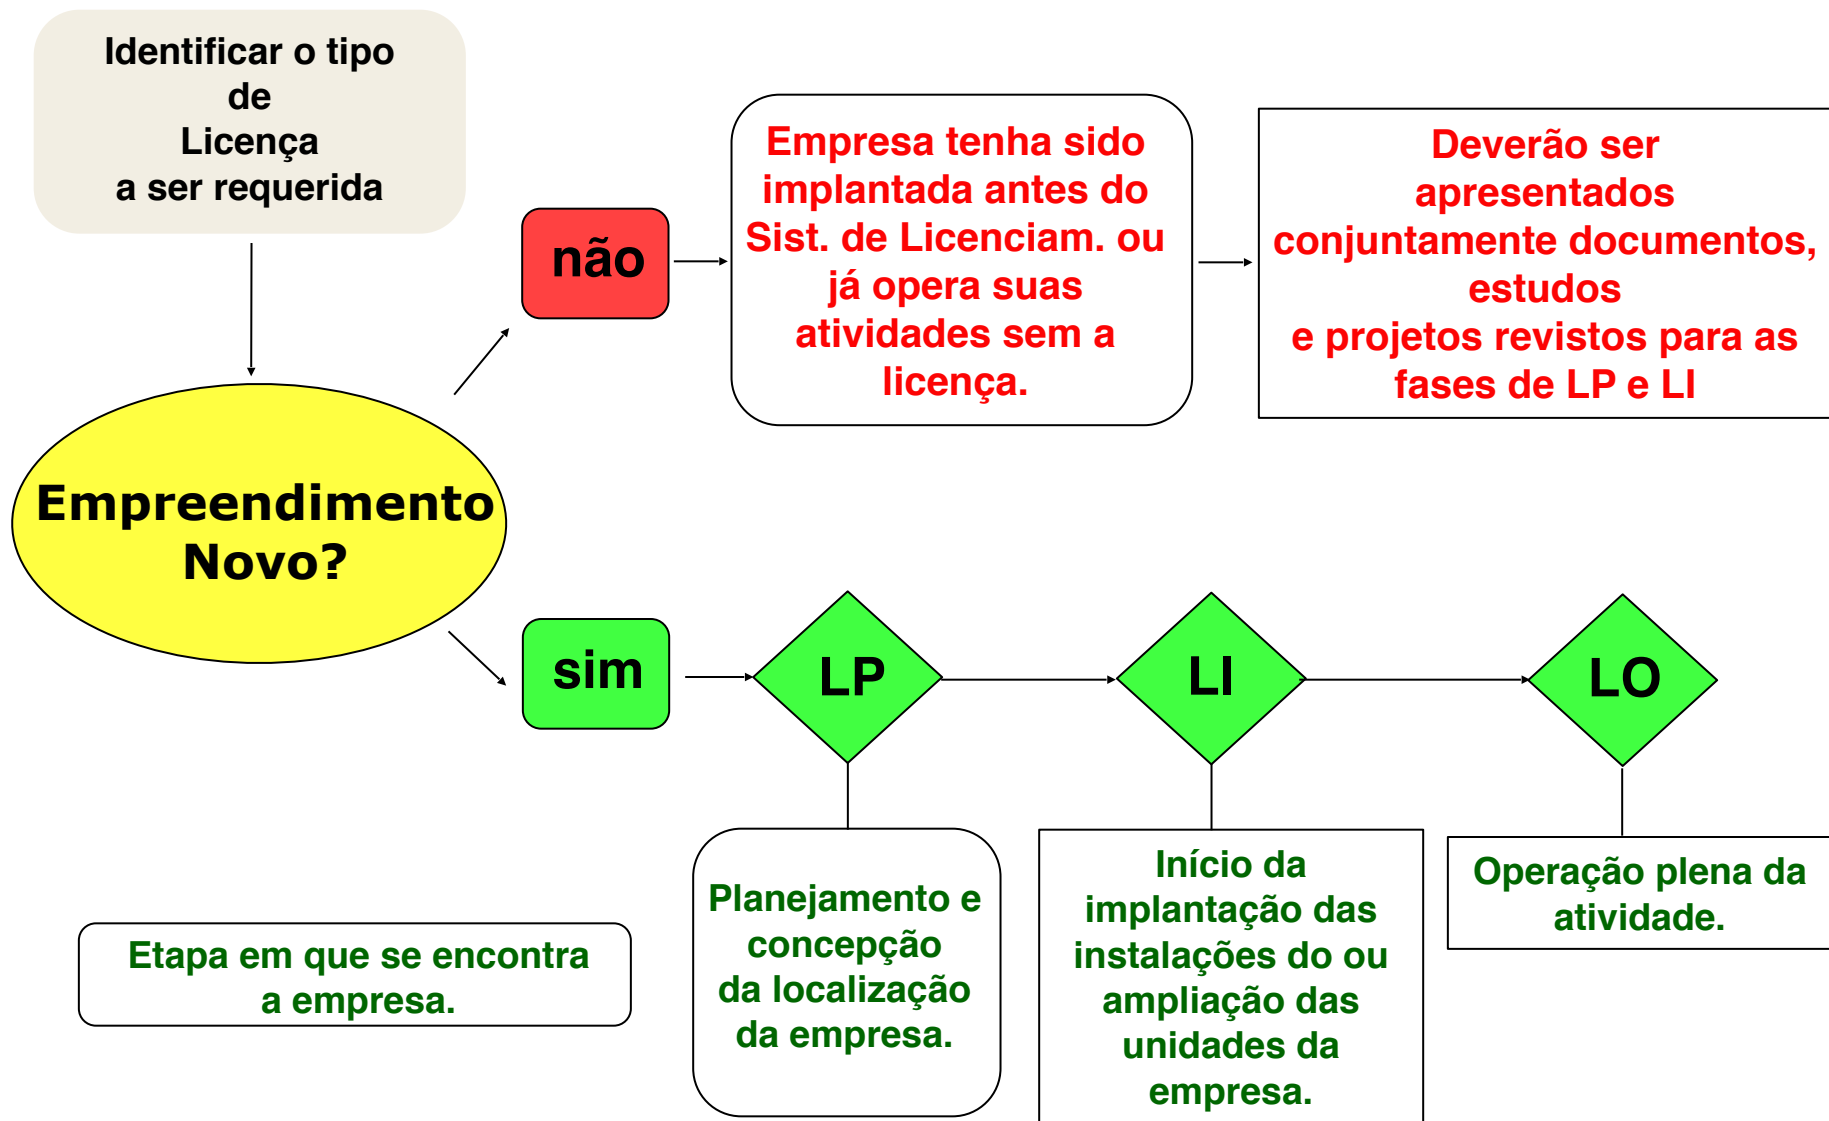 Identificar o tipo
de
Licença
a ser requerida
não
Empresa tenha sido
implantada antes do
Sist. de Licenciam. ou
já opera suas
atividades sem a
licença.
Deverão ser
apresentados
conjuntamente documentos,
estudos
e projetos revistos para as
fases de LP e LI
Empreendimento
Novo?
sim
LP
LI
LO
Etapa em que se encontra
a empresa.
Planejamento e
concepção
da localização
da empresa.
Início da
implantação das
instalações do ou
ampliação das
unidades da
empresa.
Operação plena da
atividade.